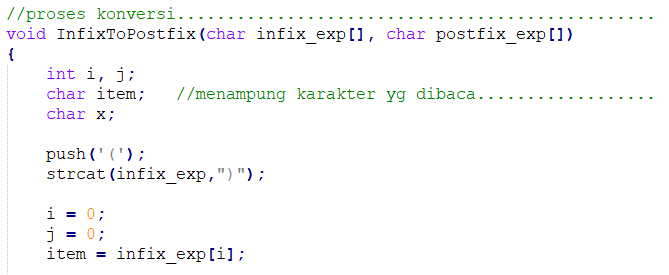 //proses konversi................................................
void InfixToPostfix(char infix_exp[], char postfix_exp[])
{
int i, j;
char item;   //menampung karakter yg dibaca..................
char x;
push('(');
strcat(infix_exp,")");
i = 0;
j = 0;
item = infix_exp[i];